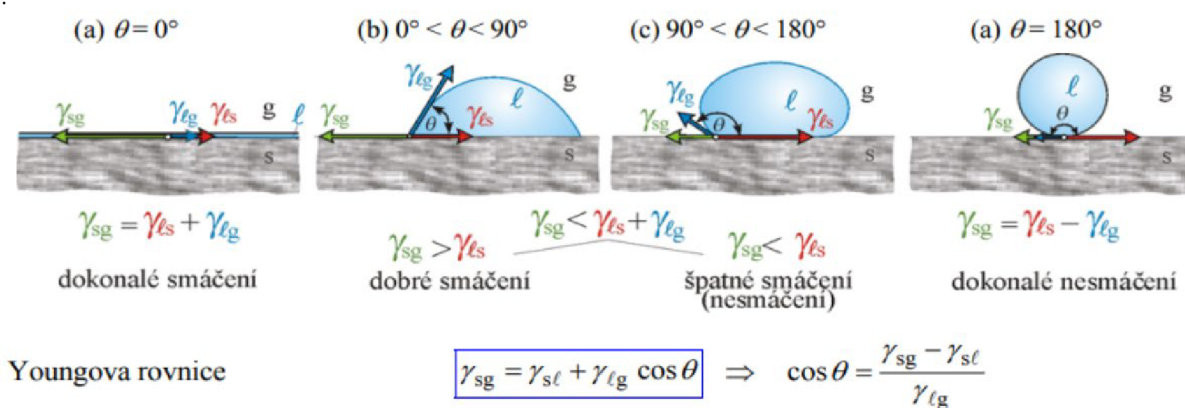 (a) θ = 0°
(b) 0° < θ < 90°
(c) 90° < θ < 180°
(a) θ = 180°
γsg γℓg γℓs g ℓ s
γsg γℓg θ γℓs ℓ g
γsg γℓg θ γℓs ℓ g s
γsg θ ℓ g s
γsg = γℓs + γℓg
γsg > γℓs
γsg < γℓs + γℓg
γsg < γℓs
γsg = γℓs − γℓg
dokonalé smáčení
dobré smáčení
špatné smáčení
(nesmáčení)
dokonalé nesmáčení
Youngova rovnice
γsg = γsℓ + γℓg cos θ ⇒ cos θ = (γsg − γsℓ) / γℓg